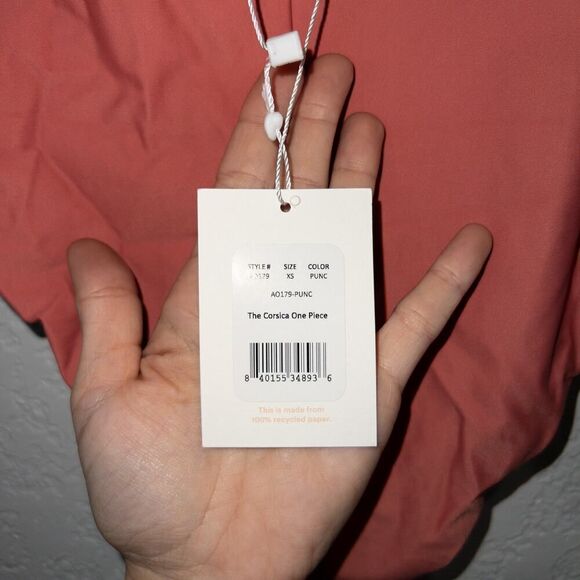 STYLE # SIZE COLOR
AO179 XS PUNC
AO179-PUNC
The Corsica One Piece
8 40155 34893 6
This is made from
100% recycled paper.